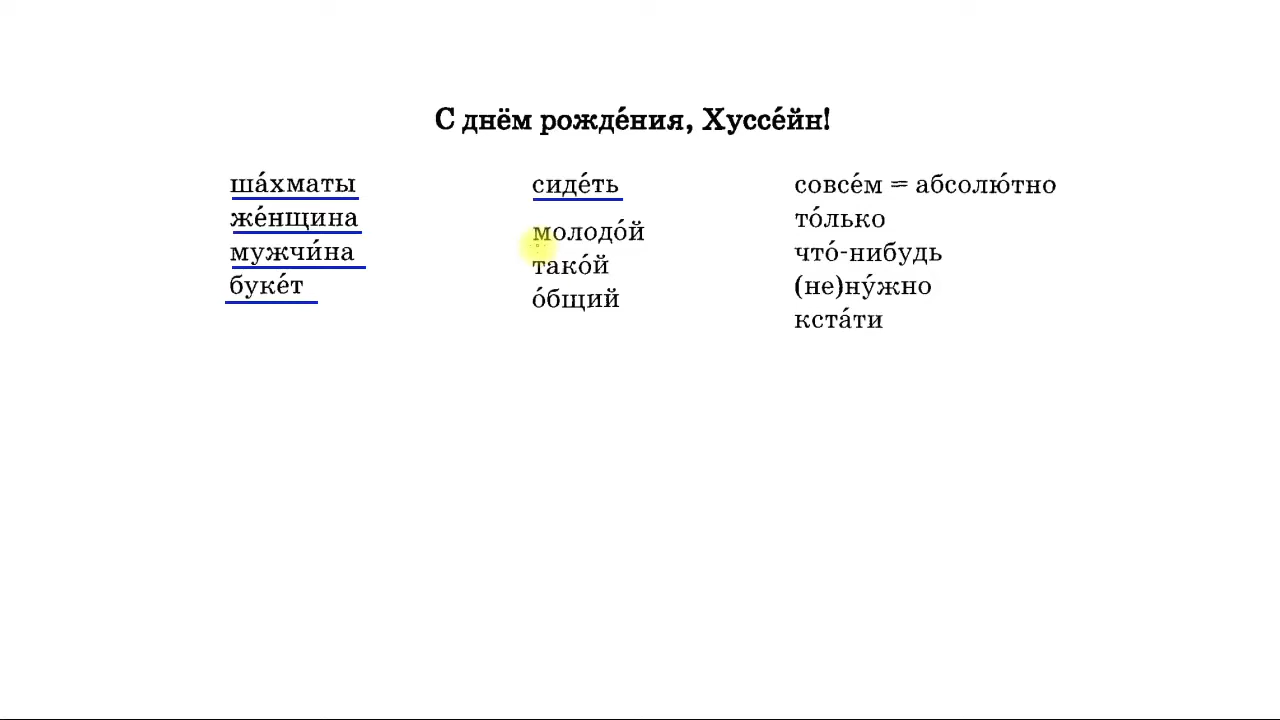 С днём рожде́ния, Хуссе́йн!
ша́хматы
же́нщина
мужчи́на
буке́т
сиде́ть
молодо́й
тако́й
о́бщий
совсе́м = абсолю́тно
то́лько
что́-нибудь
(не)ну́жно
кста́ти